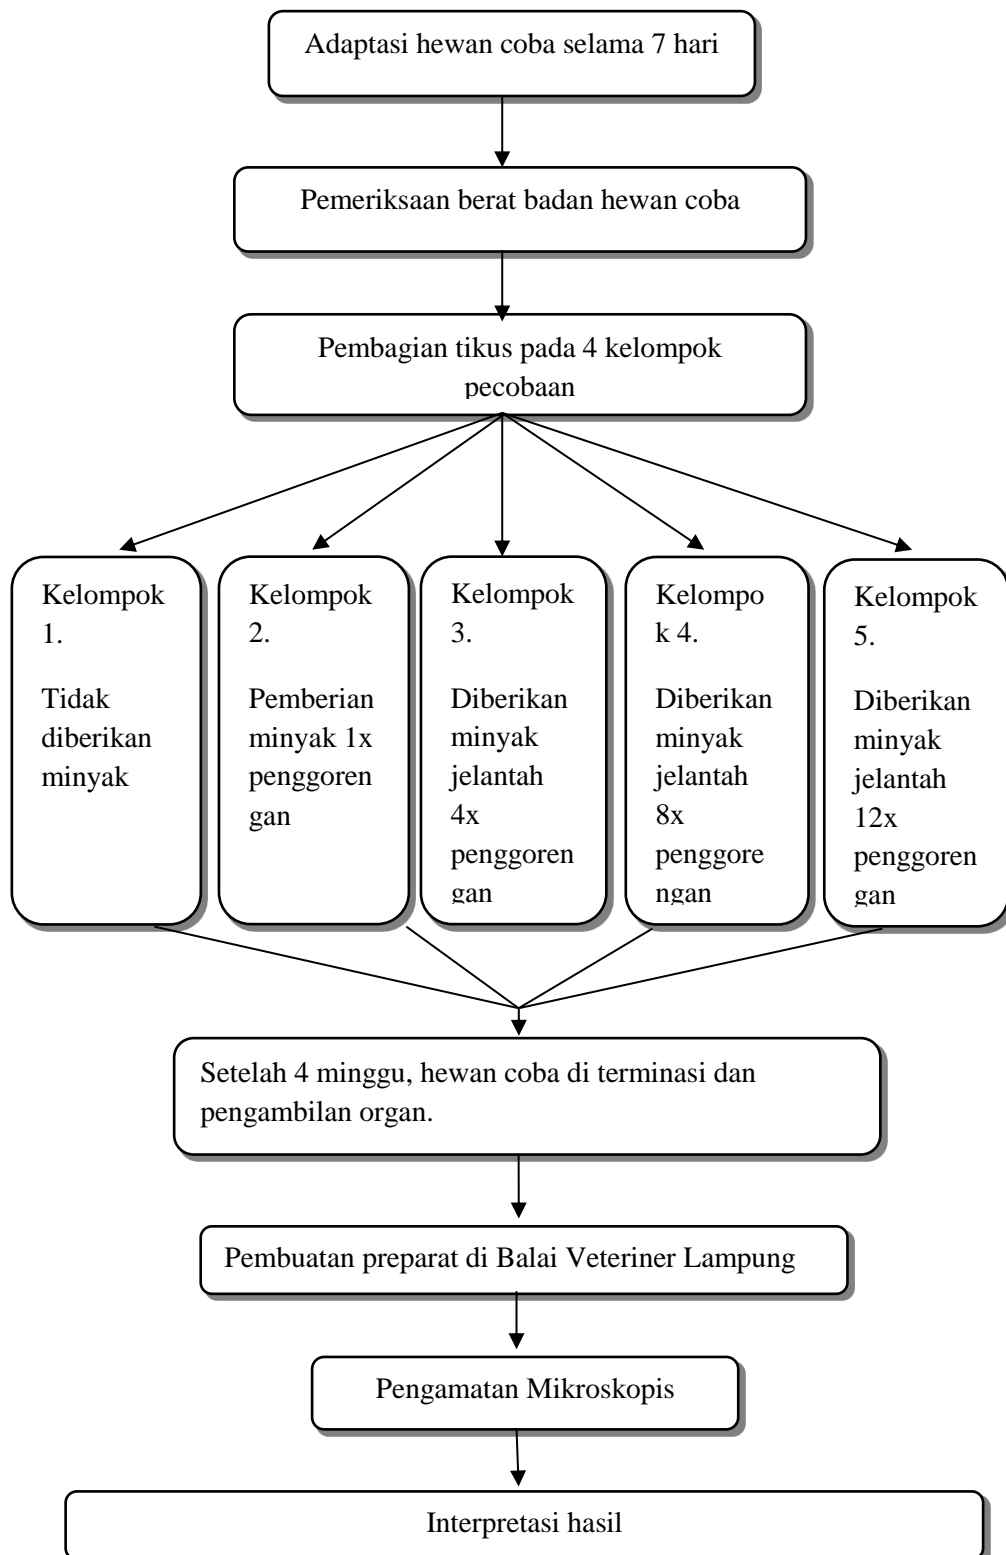 Adaptasi hewan coba selama 7 hari
Pemeriksaan berat badan hewan coba
Pembagian tikus pada 4 kelompok
pecobaan
Kelompok
1.
Tidak
diberikan
minyak
Kelompok
2.
Pemberian
minyak 1x
penggoren
gan
Kelompok
3.
Diberikan
minyak
jelantah
4x
penggoren
gan
Kelompo
k 4.
Diberikan
minyak
jelantah
8x
penggore
ngan
Kelompok
5.
Diberikan
minyak
jelantah
12x
penggoren
gan
Setelah 4 minggu, hewan coba di terminasi dan
pengambilan organ.
Pembuatan preparat di Balai Veteriner Lampung
Pengamatan Mikroskopis
Interpretasi hasil